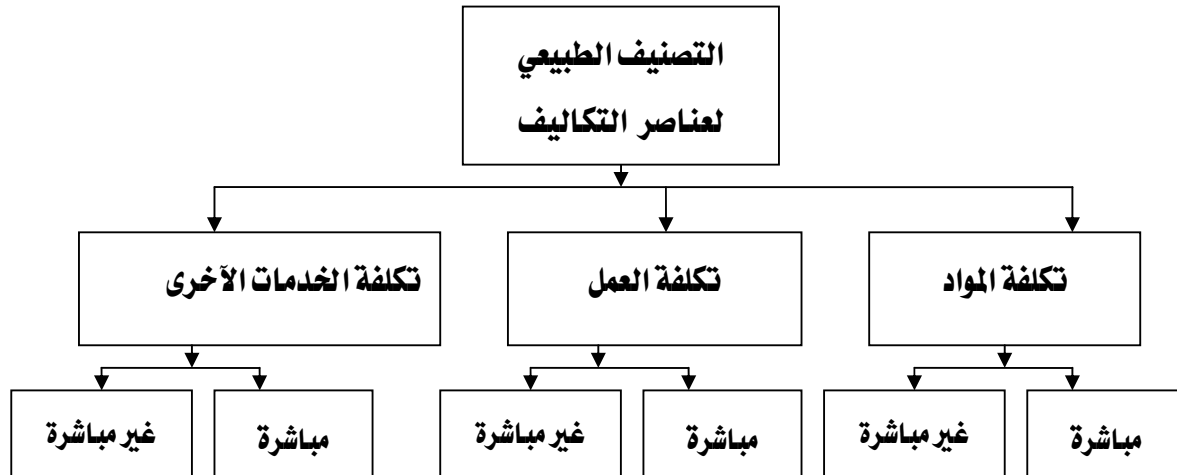 التصنيف الطبيعي
لعناصر التكاليف
تكلفة المواد
تكلفة العمل
تكلفة الخدمات الآخرى
مباشرة
غير مباشرة
مباشرة
غير مباشرة
مباشرة
غير مباشرة